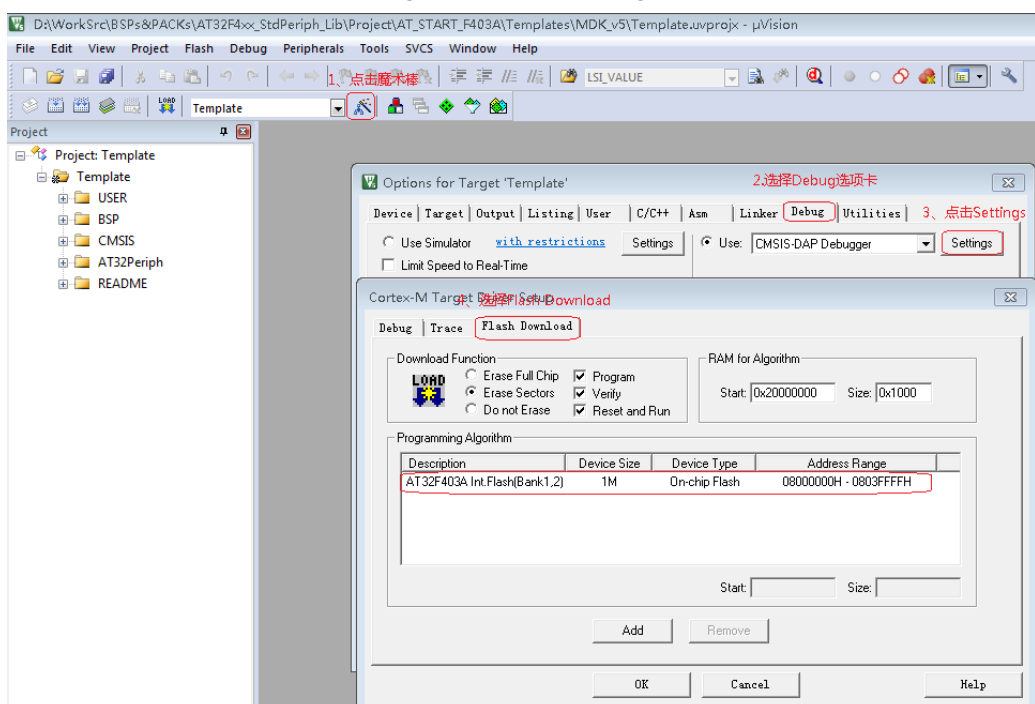 D:\WorkSrc\BSPs&PACKs\AT32F4xx_StdPeriph_Lib\Project\AT_START_F403A\Templates\MDK_v5\Template.uvprojx - µVision
File Edit View Project Flash Debug Peripherals Tools SVCS Window Help
1、点击魔术棒 LSI_VALUE
LOAD Template
Project
Project: Template
Template
USER
BSP
CMSIS
AT32Periph
README
Options for Target 'Template' 2.选择Debug选项卡
Device Target Output Listing User C/C++ Asm Linker Debug Utilities 3、点击Settings
Use Simulator with restrictions Settings Use: CMSIS-DAP Debugger Settings
Limit Speed to Real-Time
Cortex-M Target Driver Setup 4、选择Flash Download
Debug Trace Flash Download
Download Function RAM for Algorithm
LOAD Erase Full Chip Program
Erase Sectors Verify Start: 0x20000000 Size: 0x1000
Do not Erase Reset and Run
Programming Algorithm
Description Device Size Device Type Address Range
AT32F403A Int.Flash(Bank1,2) 1M On-chip Flash 08000000H - 0803FFFFH
Start: Size:
Add Remove
OK Cancel Help